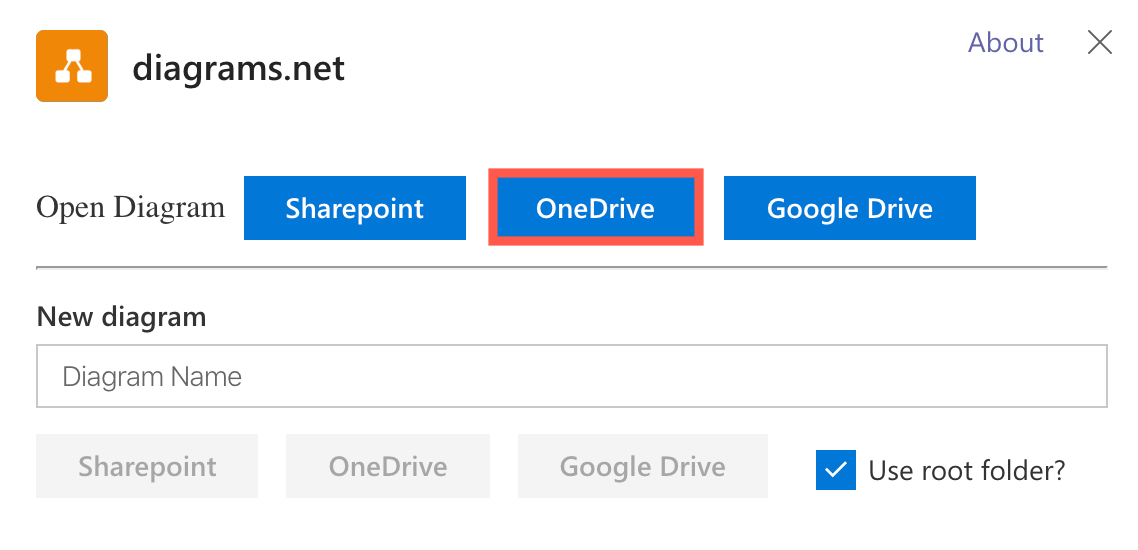 diagrams.net
About
Open Diagram Sharepoint OneDrive Google Drive
New diagram
Diagram Name
Sharepoint OneDrive Google Drive Use root folder?